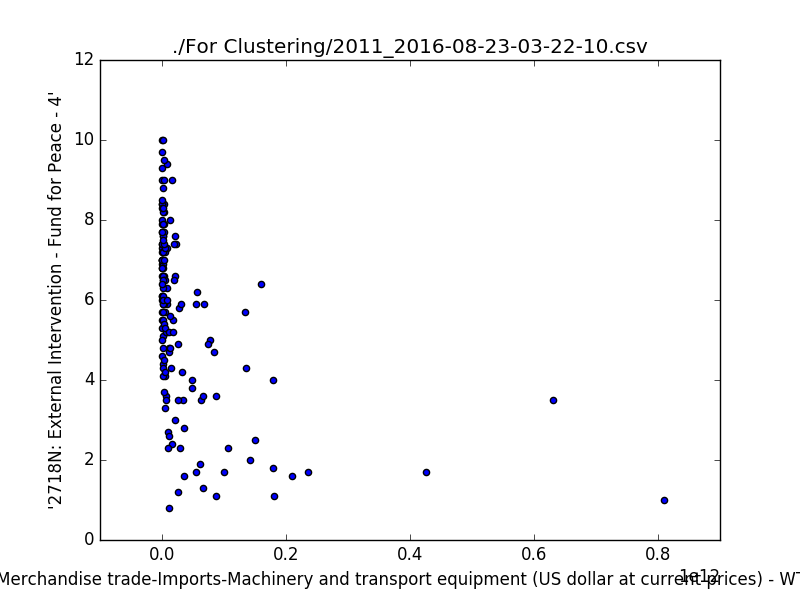 ./For Clustering/2011_2016-08-23-03-22-10.csv
'2718N: External Intervention - Fund for Peace - 4'
12
10
8
6
4
2
0
0.0 0.2 0.4 0.6 0.8
1e12
Merchandise trade-Imports-Machinery and transport equipment (US dollar at current prices) - WT